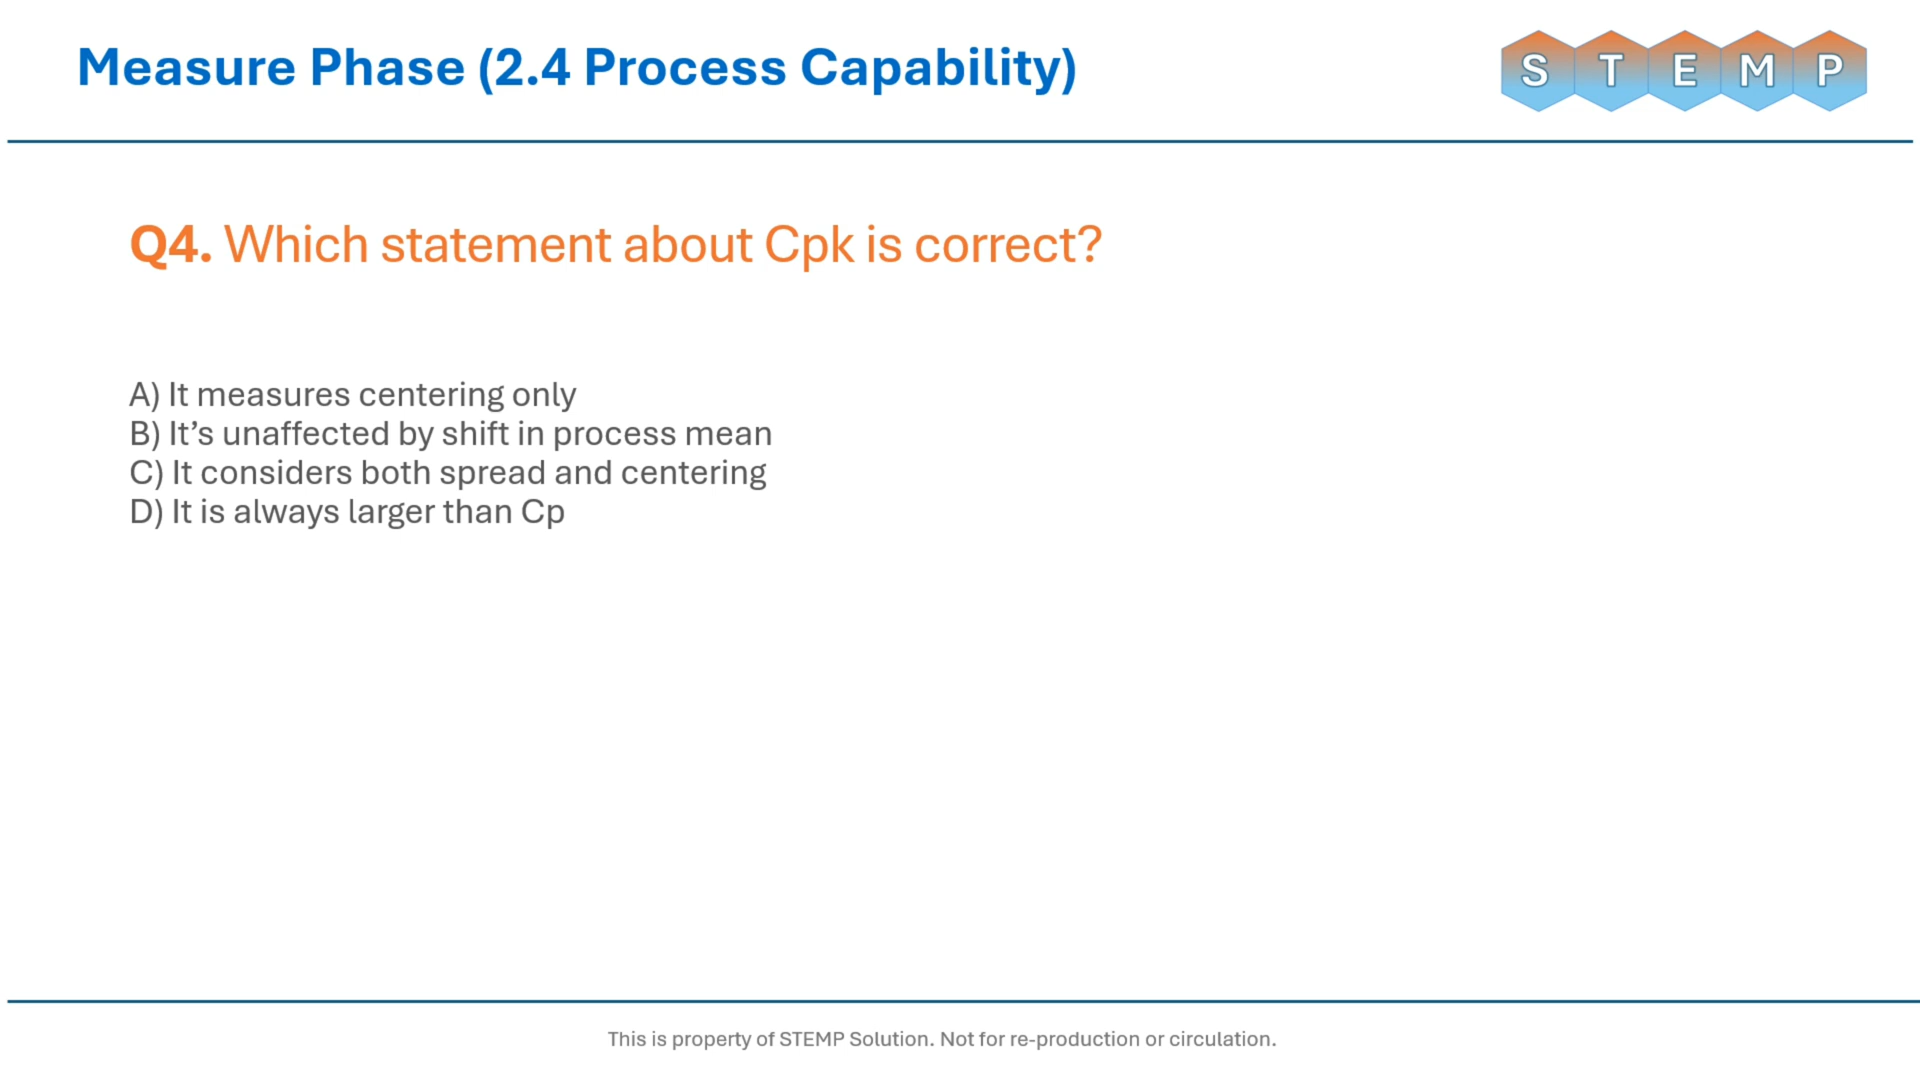 Measure Phase (2.4 Process Capability)
S T E M P
Q4. Which statement about Cpk is correct?
A) It measures centering only
B) It’s unaffected by shift in process mean
C) It considers both spread and centering
D) It is always larger than Cp
This is property of STEMP Solution. Not for re-production or circulation.